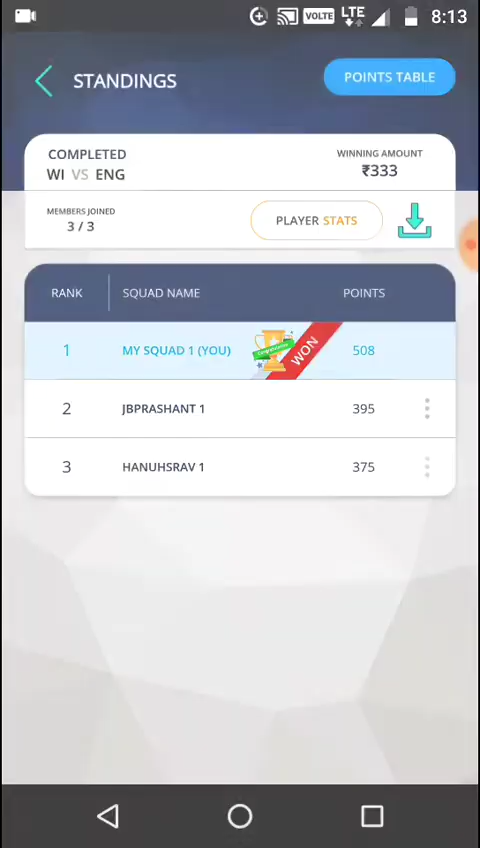 VOLTE LTE 8:13
STANDINGS
POINTS TABLE
COMPLETED
WINNING AMOUNT
WI VS ENG
₹333
MEMBERS JOINED
3 / 3
PLAYER STATS
RANK SQUAD NAME POINTS
1 MY SQUAD 1 (YOU) WON 508
2 JBPRASHANT 1 395
3 HANUHSRAV 1 375